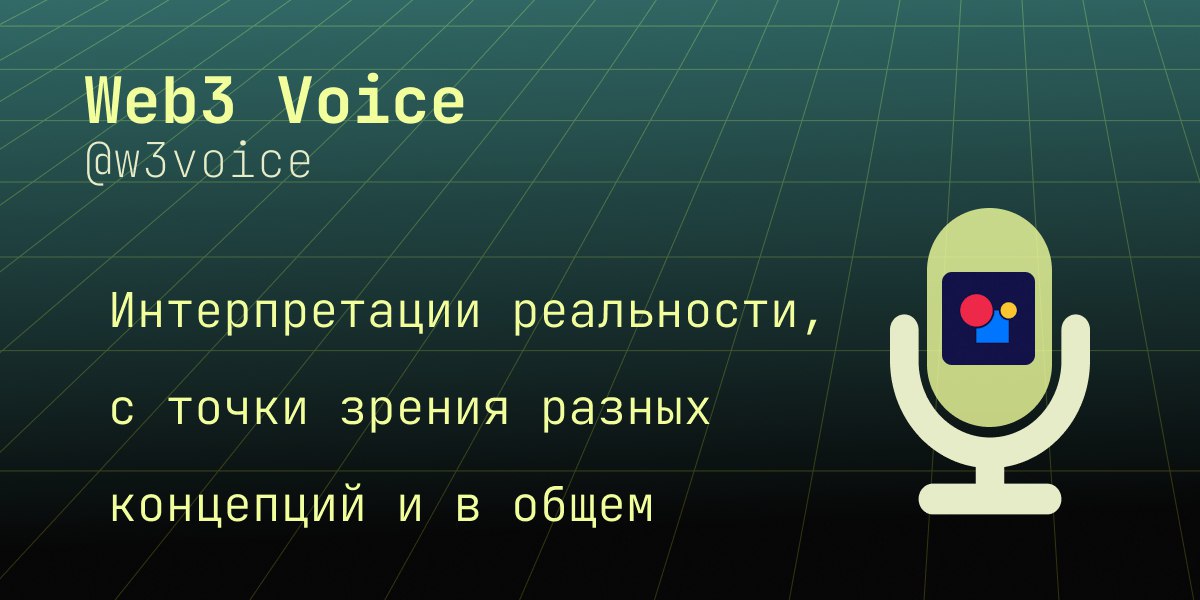 Web3 Voice
@w3voice
Интерпретации реальности,
с точки зрения разных
концепций и в общем